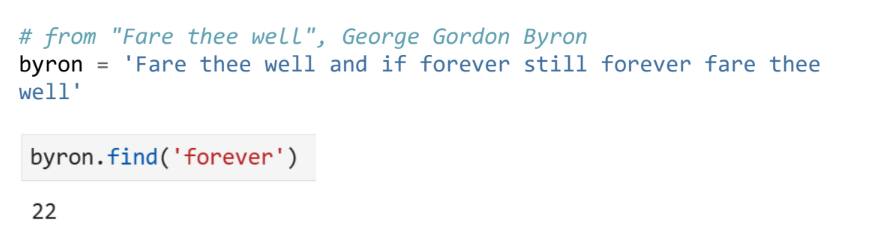 # from "Fare thee well", George Gordon Byron
byron = 'Fare thee well and if forever still forever fare thee
well'
byron.find('forever')
22